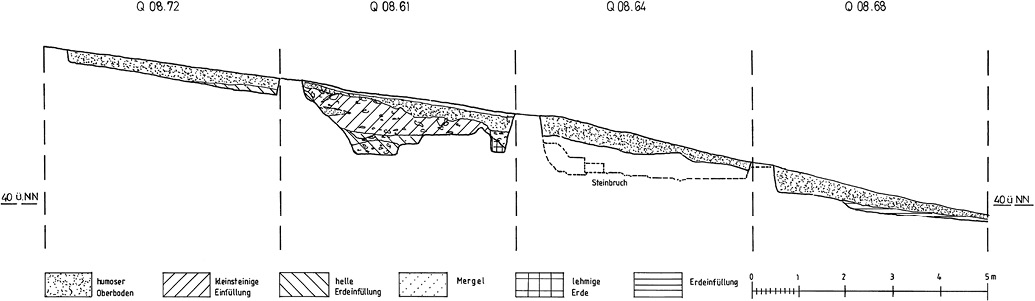 Q 08.72 Q 08.61 Q 08.64 Q 08.68
Steinbruch
40 ü.NN 40 ü NN
humoser Oberboden
kleinsteinige Einfüllung
helle Erdeinfüllung
Mergel
lehmige Erde
Erdeinfüllung
0 1 2 3 4 5 m